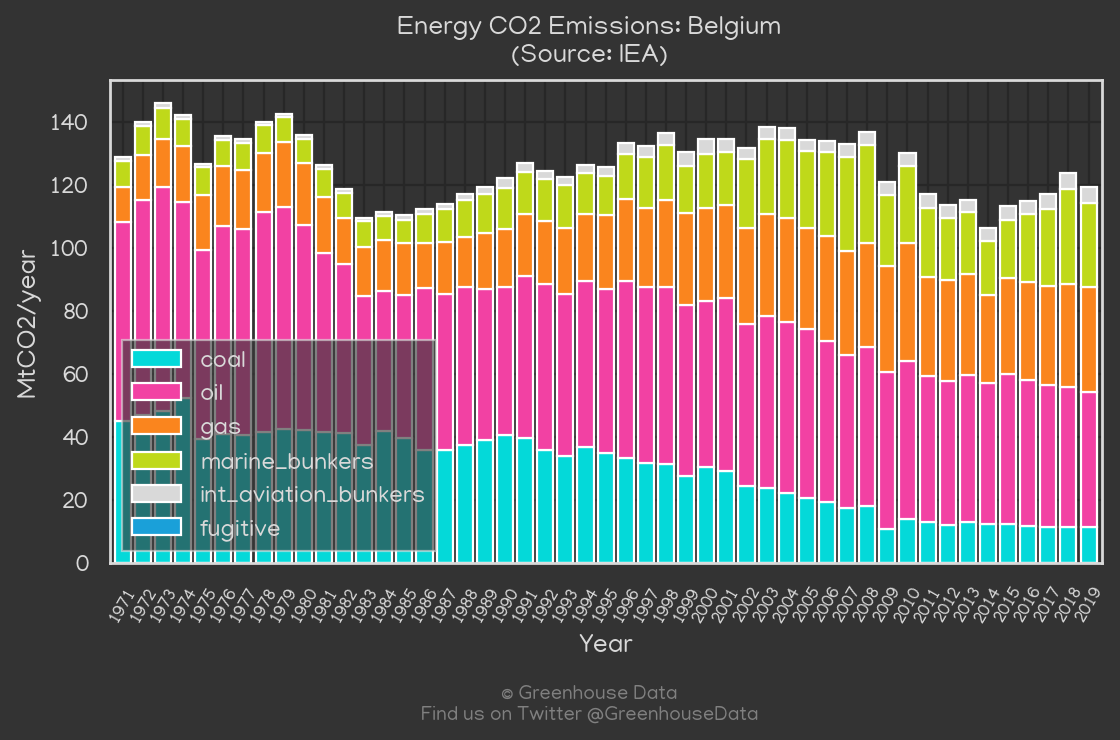 Energy CO2 Emissions: Belgium
(Source: IEA)
MtCO2/year
140
120
100
80
60
40
20
0
coal
oil
gas
marine_bunkers
int_aviation_bunkers
fugitive
1971 1972 1973 1974 1975 1976 1977 1978 1979 1980 1981 1982 1983 1984 1985 1986 1987 1988 1989 1990 1991 1992 1993 1994 1995 1996 1997 1998 1999 2000 2001 2002 2003 2004 2005 2006 2007 2008 2009 2010 2011 2012 2013 2014 2015 2016 2017 2018 2019
Year
© Greenhouse Data
Find us on Twitter @GreenhouseData